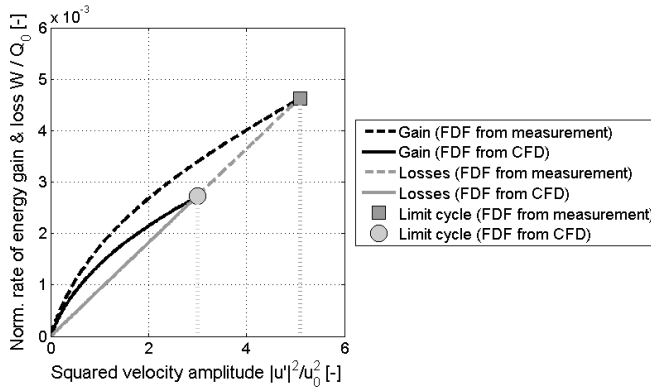 × 10⁻³
6
5
4
3
2
1
0
0 2 4 6
Norm. rate of energy gain & loss W / Q₀ [-]
Squared velocity amplitude |u'|²/u₀² [-]
Gain (FDF from measurement)
Gain (FDF from CFD)
Losses (FDF from measurement)
Losses (FDF from CFD)
Limit cycle (FDF from measurement)
Limit cycle (FDF from CFD)